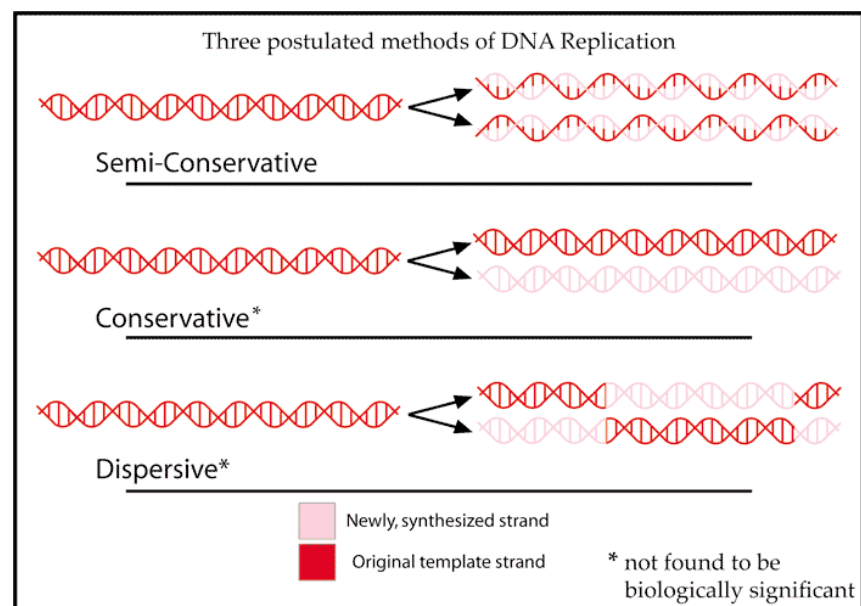 Three postulated methods of DNA Replication
Semi-Conservative
Conservative*
Dispersive*
Newly, synthesized strand
Original template strand
* not found to be
biologically significant